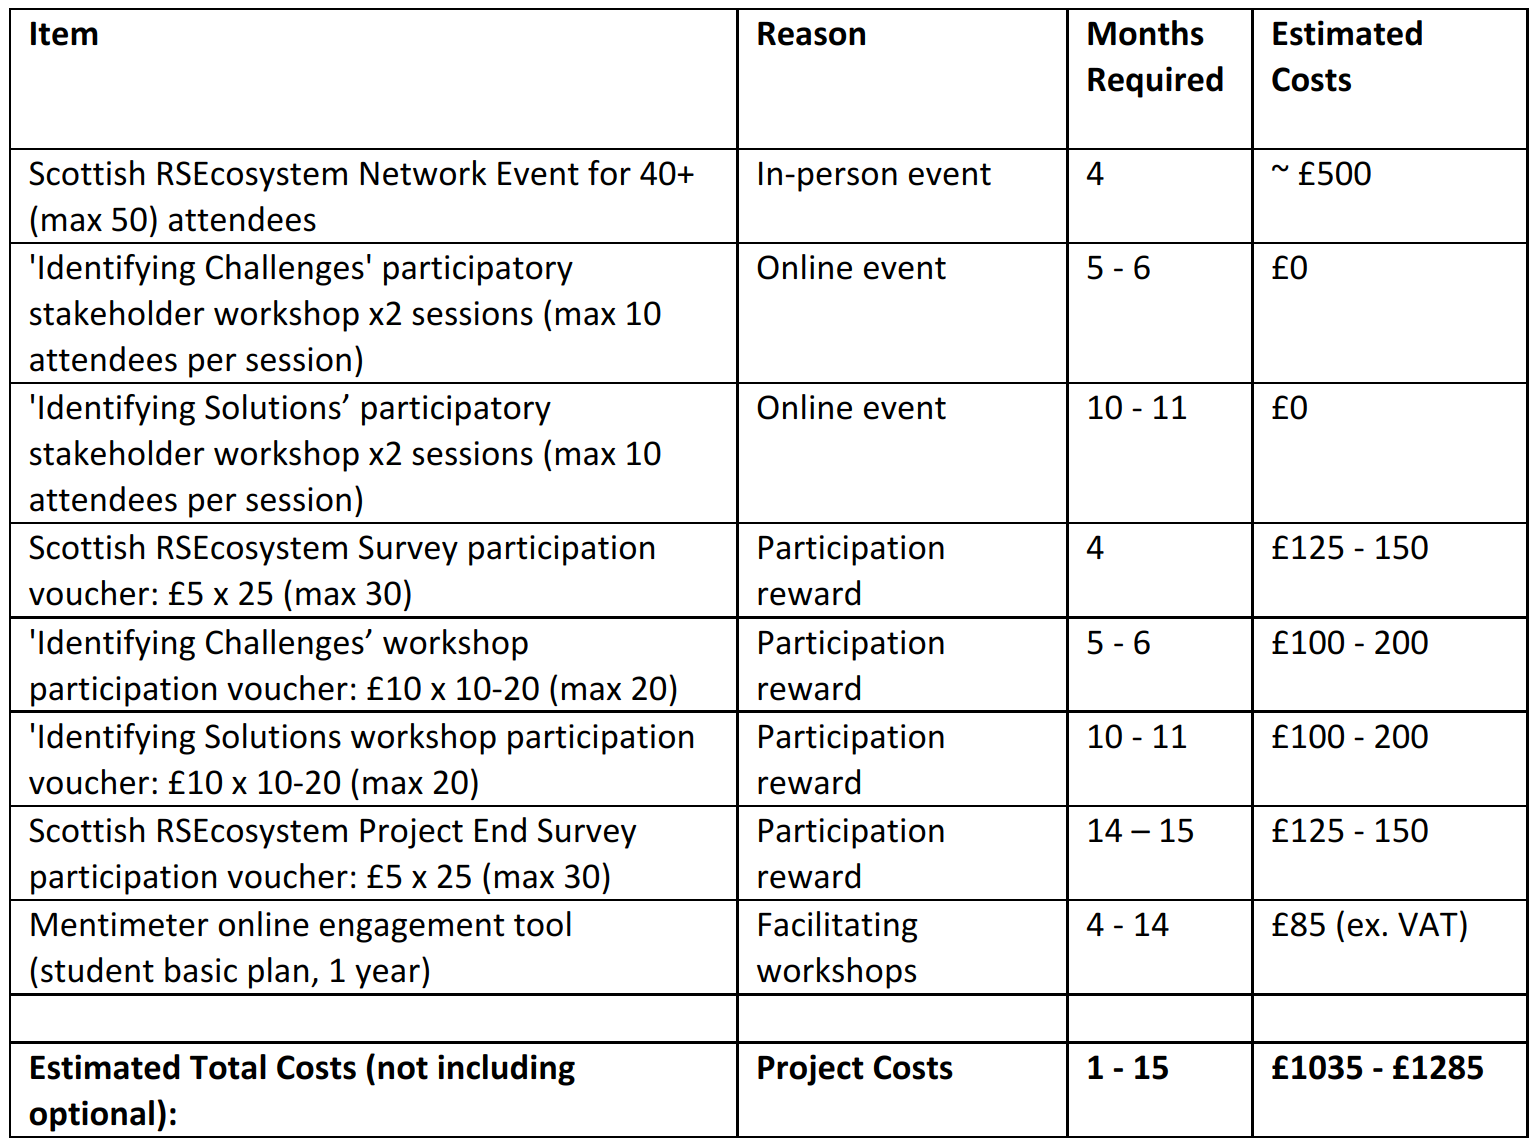 Item
Reason
Months
Required
Estimated
Costs
Scottish RSEcosystem Network Event for 40+
(max 50) attendees
In-person event
4
~ £500
'Identifying Challenges' participatory
stakeholder workshop x2 sessions (max 10
attendees per session)
Online event
5 - 6
£0
'Identifying Solutions’ participatory
stakeholder workshop x2 sessions (max 10
attendees per session)
Online event
10 - 11
£0
Scottish RSEcosystem Survey participation
voucher: £5 x 25 (max 30)
Participation
reward
4
£125 - 150
'Identifying Challenges’ workshop
participation voucher: £10 x 10-20 (max 20)
Participation
reward
5 - 6
£100 - 200
'Identifying Solutions workshop participation
voucher: £10 x 10-20 (max 20)
Participation
reward
10 - 11
£100 - 200
Scottish RSEcosystem Project End Survey
participation voucher: £5 x 25 (max 30)
Participation
reward
14 – 15
£125 - 150
Mentimeter online engagement tool
(student basic plan, 1 year)
Facilitating
workshops
4 - 14
£85 (ex. VAT)
Estimated Total Costs (not including
optional):
Project Costs
1 - 15
£1035 - £1285